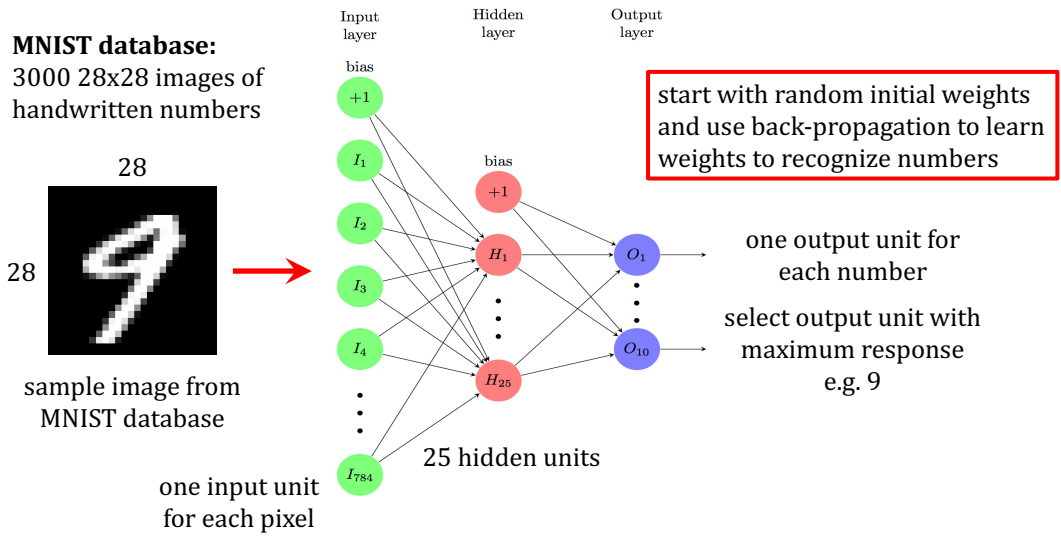 MNIST database:
3000 28x28 images of
handwritten numbers
28
28
sample image from
MNIST database
one input unit
for each pixel
Input
layer
bias
+1
I1
I2
I3
I4
I784
Hidden
layer
bias
+1
H1
H25
25 hidden units
Output
layer
O1
O10
start with random initial weights
and use back-propagation to learn
weights to recognize numbers
one output unit for
each number
select output unit with
maximum response
e.g. 9